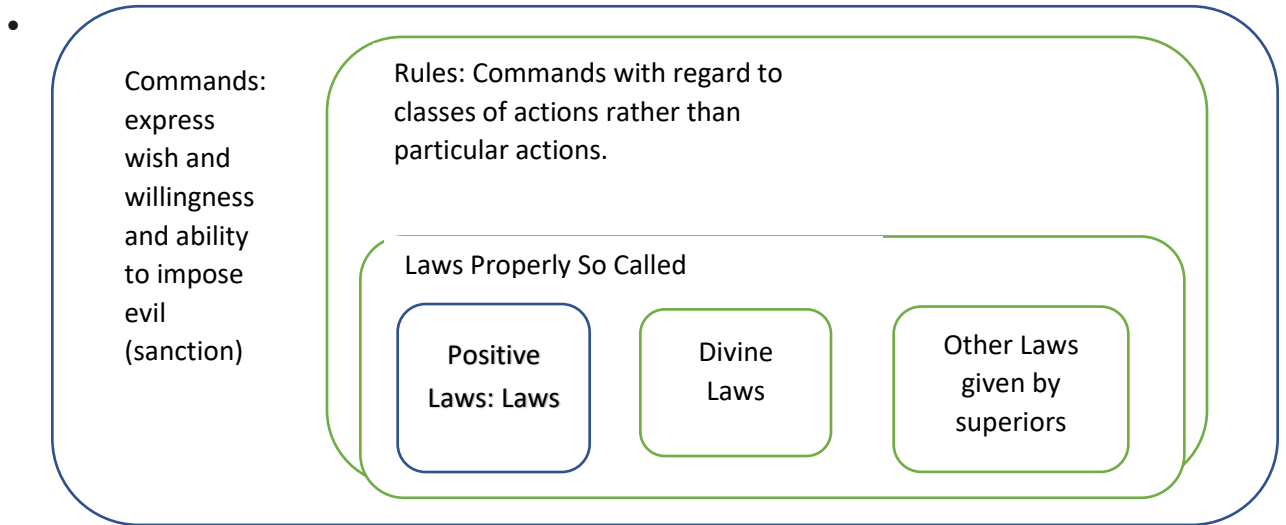 Commands:
express
wish and
willingness
and ability
to impose
evil
(sanction)
Rules: Commands with regard to
classes of actions rather than
particular actions.
Laws Properly So Called
Positive
Laws: Laws
Divine
Laws
Other Laws
given by
superiors